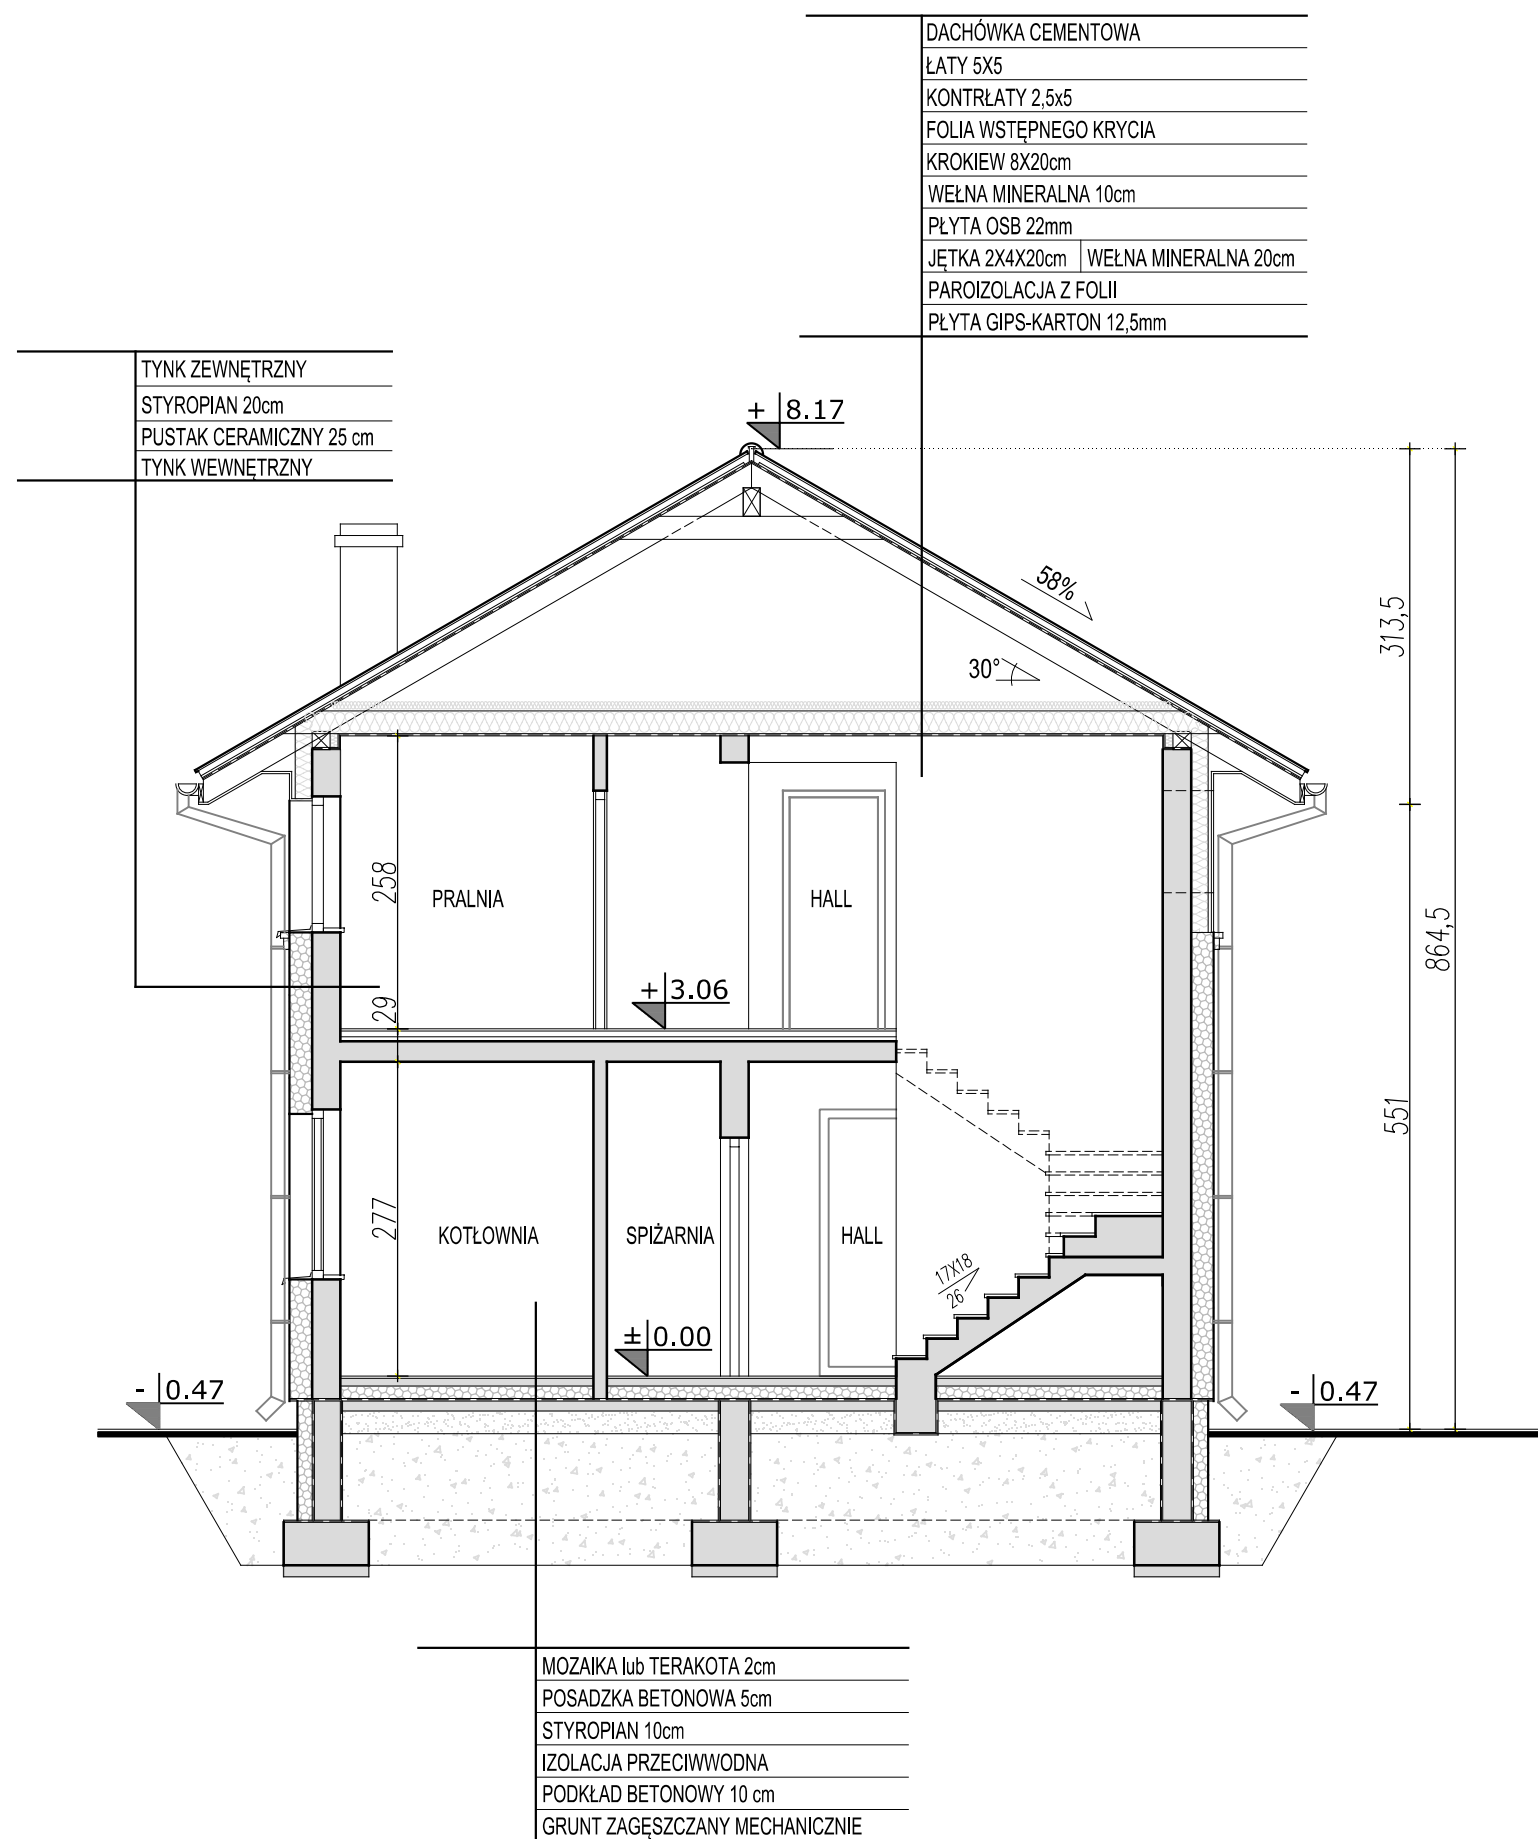 DACHÓWKA CEMENTOWA
ŁATY 5X5
KONTRŁATY 2,5x5
FOLIA WSTĘPNEGO KRYCIA
KROKIEW 8X20cm
WEŁNA MINERALNA 10cm
PŁYTA OSB 22mm
JĘTKA 2X4X20cm WEŁNA MINERALNA 20cm
PAROIZOLACJA Z FOLII
PŁYTA GIPS-KARTON 12,5mm
TYNK ZEWNĘTRZNY
STYROPIAN 20cm
PUSTAK CERAMICZNY 25 cm
TYNK WEWNĘTRZNY
+ 8.17
58%
30°
313,5
258
PRALNIA
HALL
864,5
+ 3.06
29
551
277
KOTŁOWNIA
SPIŻARNIA
HALL
17X18
26
± 0.00
- 0.47
- 0.47
MOZAIKA lub TERAKOTA 2cm
POSADZKA BETONOWA 5cm
STYROPIAN 10cm
IZOLACJA PRZECIWWODNA
PODKŁAD BETONOWY 10 cm
GRUNT ZAGĘSZCZANY MECHANICZNIE